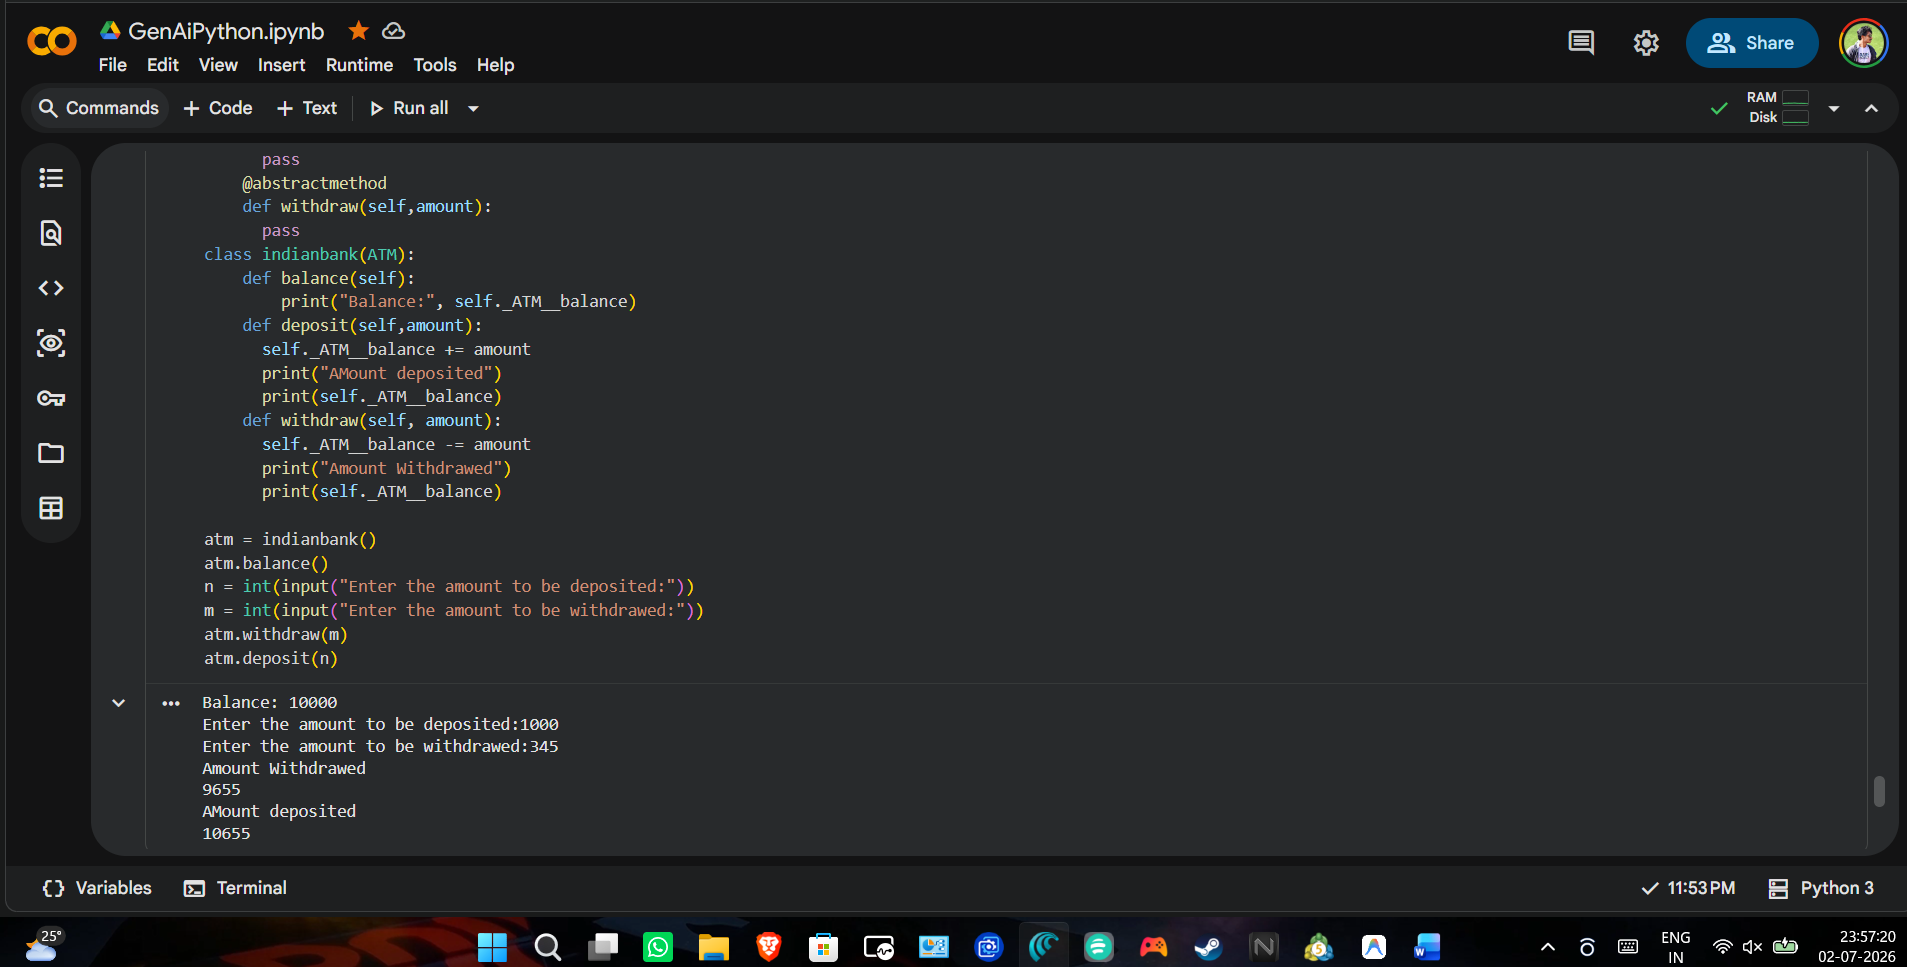 GenAiPython.ipynb
File Edit View Insert Runtime Tools Help
Share
Commands + Code + Text Run all
RAM
Disk
pass
@abstractmethod
def withdraw(self,amount):
pass
class indianbank(ATM):
def balance(self):
print("Balance:", self._ATM__balance)
def deposit(self,amount):
self._ATM__balance += amount
print("AMount deposited")
print(self._ATM__balance)
def withdraw(self, amount):
self._ATM__balance -= amount
print("Amount Withdrawed")
print(self._ATM__balance)
atm = indianbank()
atm.balance()
n = int(input("Enter the amount to be deposited:"))
m = int(input("Enter the amount to be withdrawed:"))
atm.withdraw(m)
atm.deposit(n)
Balance: 10000
Enter the amount to be deposited:1000
Enter the amount to be withdrawed:345
Amount Withdrawed
9655
AMount deposited
10655
{} Variables Terminal
11:53 PM Python 3
25°
ENG
IN
23:57:20
02-07-2026